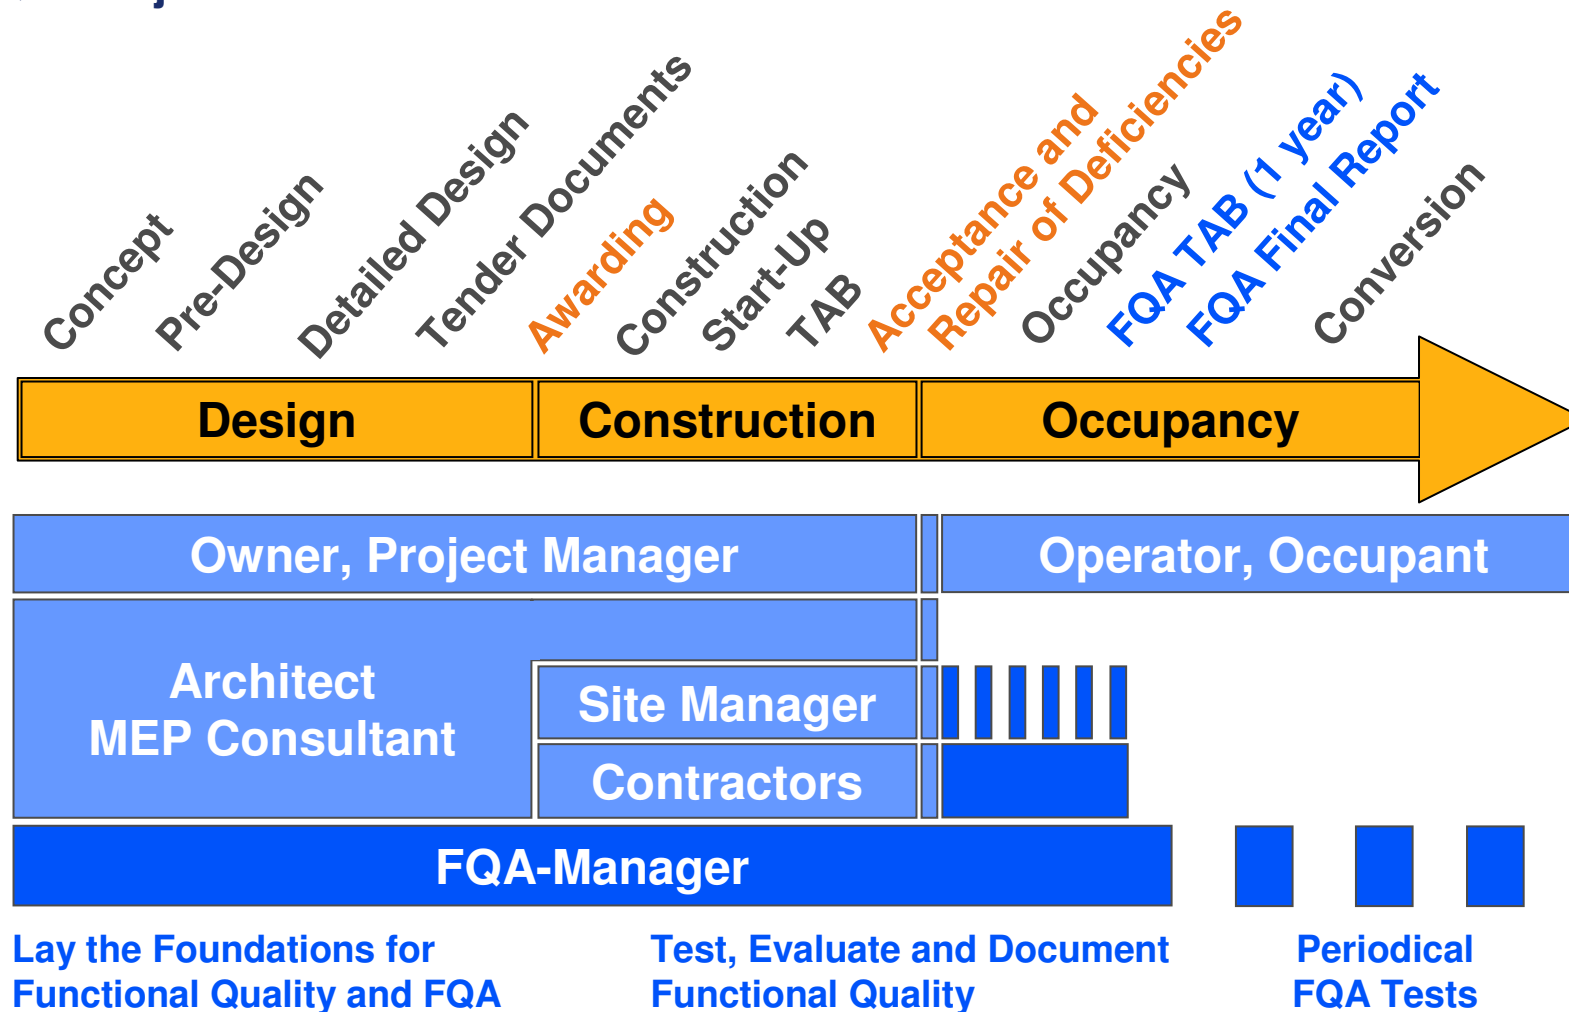 Concept
Pre-Design
Detailed Design
Tender Documents
Awarding
Construction
Start-Up
TAB
Acceptance and
Repair of Deficiencies
Occupancy
FQA TAB (1 year)
FQA Final Report
Conversion
Design
Construction
Occupancy
Owner, Project Manager
Operator, Occupant
Architect
MEP Consultant
Site Manager
Contractors
FQA-Manager
Lay the Foundations for
Functional Quality and FQA
Test, Evaluate and Document
Functional Quality
Periodical
FQA Tests